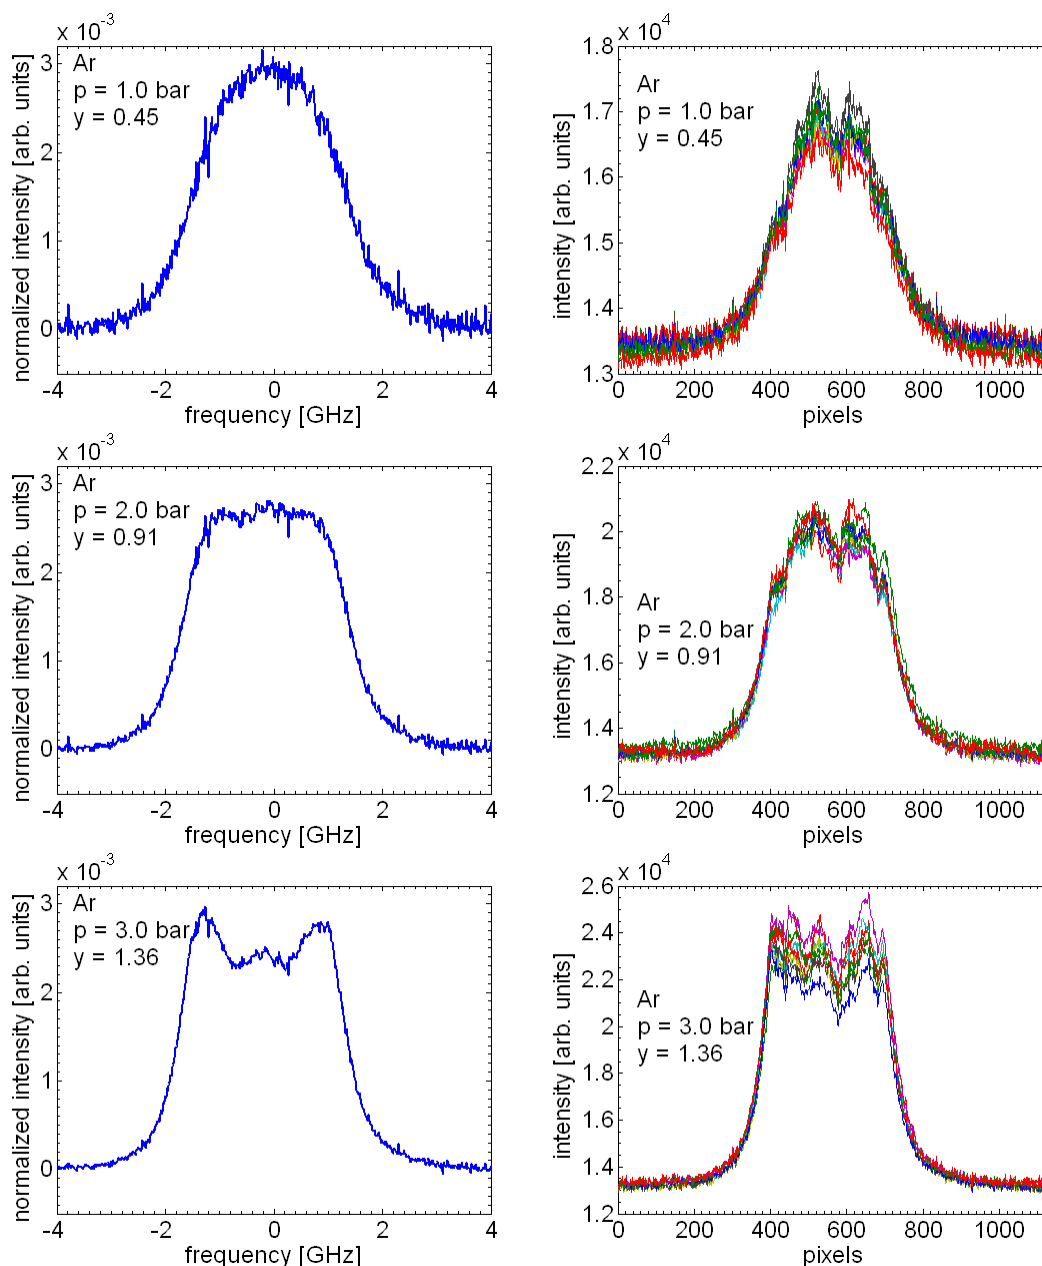 x 10-3
normalized intensity [arb. units]
3
2
1
0
Ar
p = 1.0 bar
y = 0.45
-4 -2 0 2 4
frequency [GHz]
x 104
intensity [arb. units]
1.8
1.7
1.6
1.5
1.4
1.3
Ar
p = 1.0 bar
y = 0.45
0 200 400 600 800 1000
pixels
x 10-3
normalized intensity [arb. units]
3
2
1
0
Ar
p = 2.0 bar
y = 0.91
-4 -2 0 2 4
frequency [GHz]
x 104
intensity [arb. units]
2.2
2
1.8
1.6
1.4
1.2
Ar
p = 2.0 bar
y = 0.91
0 200 400 600 800 1000
pixels
x 10-3
normalized intensity [arb. units]
3
2
1
0
Ar
p = 3.0 bar
y = 1.36
-4 -2 0 2 4
frequency [GHz]
x 104
intensity [arb. units]
2.6
2.4
2.2
2
1.8
1.6
1.4
1.2
Ar
p = 3.0 bar
y = 1.36
0 200 400 600 800 1000
pixels